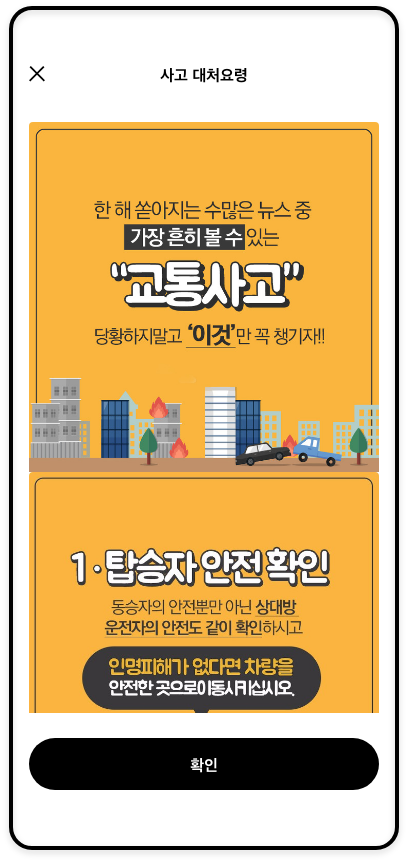 사고 대처요령
한 해 쏟아지는 수많은 뉴스 중
가장 흔히 볼 수 있는
“교통사고”
당황하지말고 ‘이것’만 꼭 챙기자!!
1 · 탑승자 안전 확인
동승자의 안전뿐만 아닌 상대방
운전자의 안전도 같이 확인하시고
인명피해가 없다면 차량을
안전한 곳으로이동시키십시오.
확인